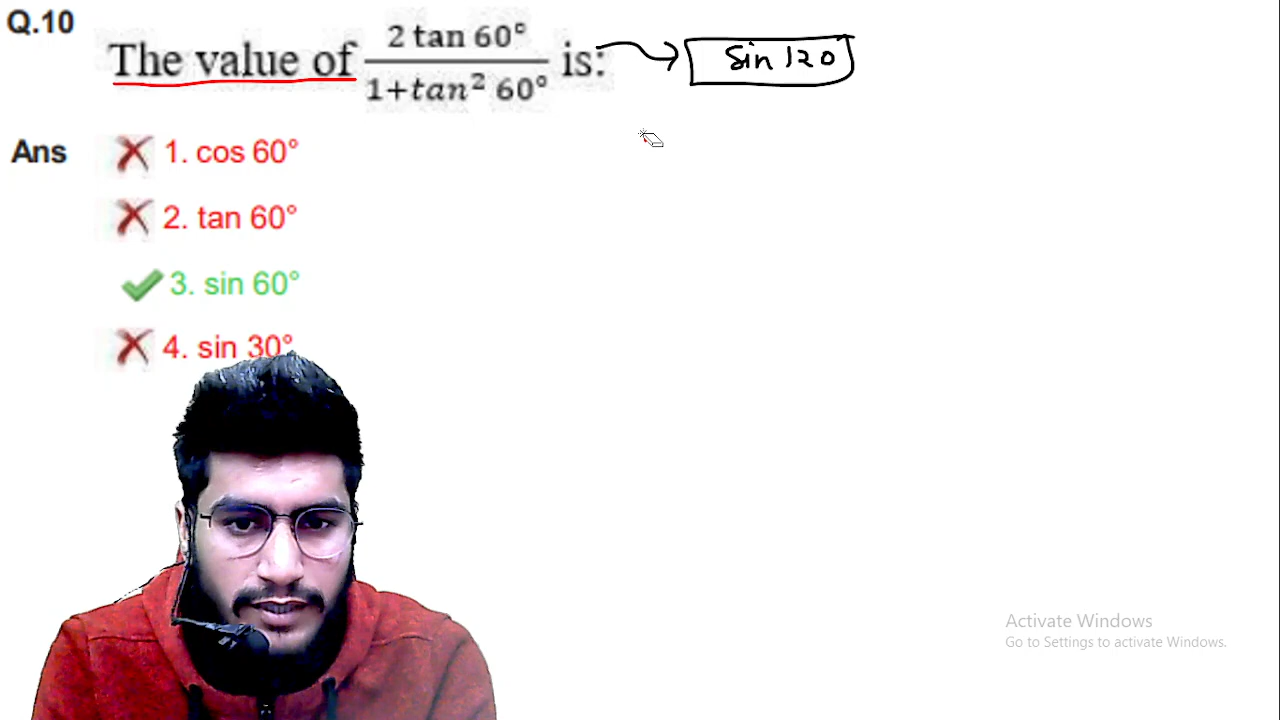 Q.10
The value of 2 tan 60° / 1+tan² 60° is: sin 120
Ans
1. cos 60°
2. tan 60°
3. sin 60°
4. sin 30°
Activate Windows
Go to Settings to activate Windows.